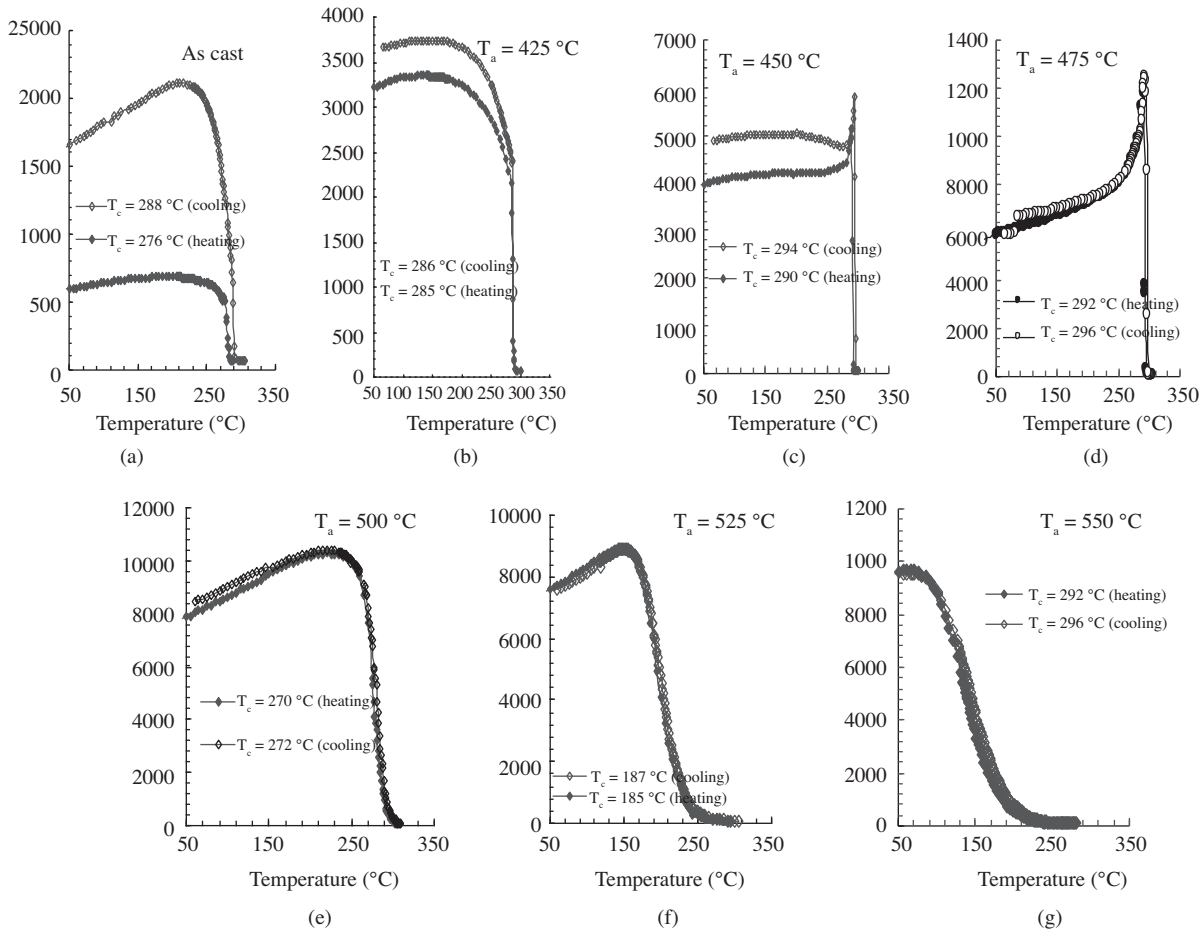 25000
2000
1500
1000
500
0
As cast
T_c = 288 °C (cooling)
T_c = 276 °C (heating)
50 150 250 350
Temperature (°C)
(a)
4000
3500
3000
2500
2000
1500
1000
500
0
T_a = 425 °C
T_c = 286 °C (cooling)
T_c = 285 °C (heating)
50 100 150 200 250 300 350
Temperature (°C)
(b)
7000
6000
5000
4000
3000
2000
1000
0
T_a = 450 °C
T_c = 294 °C (cooling)
T_c = 290 °C (heating)
50 150 250 350
Temperature (°C)
(c)
1400
1200
1000
8000
6000
4000
2000
0
T_a = 475 °C
T_c = 292 °C (heating)
T_c = 296 °C (cooling)
50 150 250 350
Temperature (°C)
(d)
12000
10000
8000
6000
4000
2000
0
T_a = 500 °C
T_c = 270 °C (heating)
T_c = 272 °C (cooling)
50 150 250 350
Temperature (°C)
(e)
10000
8000
6000
4000
2000
0
T_a = 525 °C
T_c = 187 °C (cooling)
T_c = 185 °C (heating)
50 150 250 350
Temperature (°C)
(f)
1000
8000
6000
4000
2000
0
T_a = 550 °C
T_c = 292 °C (heating)
T_c = 296 °C (cooling)
50 150 250 350
Temperature (°C)
(g)